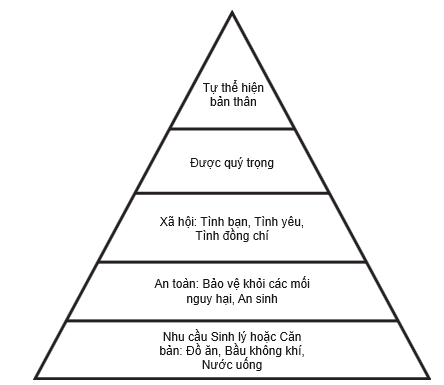 Tự thể hiện
bản thân
Được quý trọng
Xã hội: Tình bạn, Tình yêu,
Tình đồng chí
An toàn: Bảo vệ khỏi các mối
nguy hại, An sinh
Nhu cầu Sinh lý hoặc Căn
bản: Đồ ăn, Bầu không khí,
Nước uống